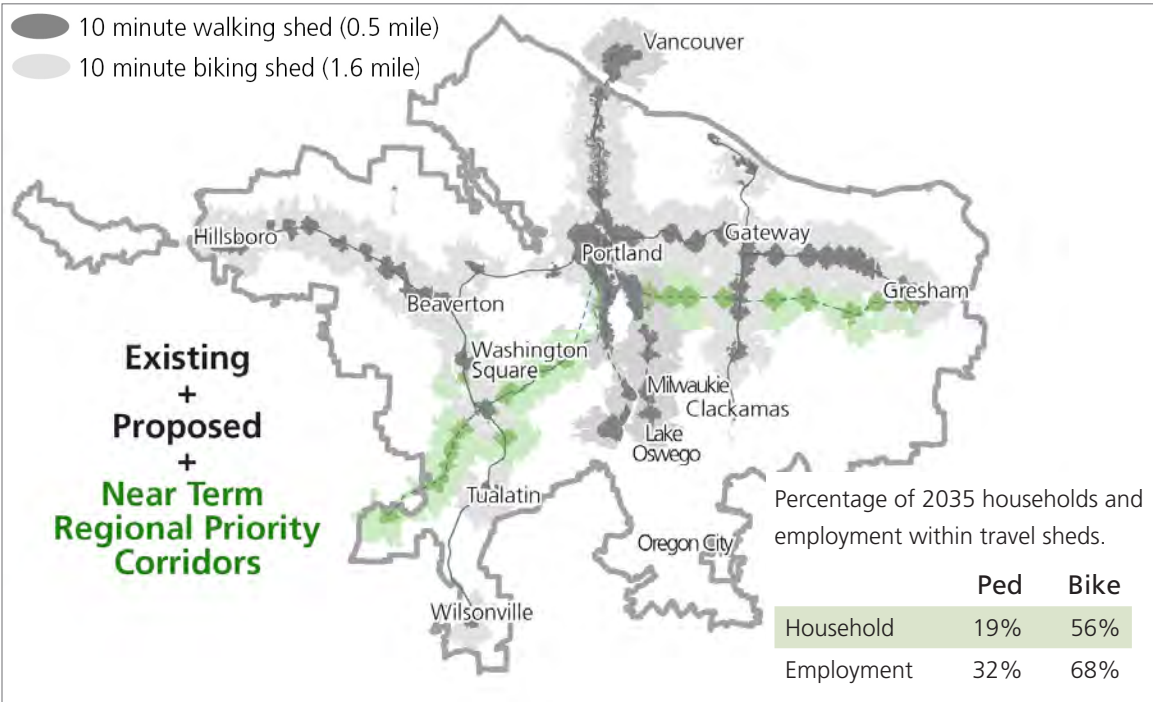 10 minute walking shed (0.5 mile)
10 minute biking shed (1.6 mile)
Vancouver
Hillsboro
Portland
Gateway
Beaverton
Gresham
Washington
Square
Milwaukie
Clackamas
Lake
Oswego
Tualatin
Oregon City
Wilsonville
Existing
+
Proposed
+
Near Term
Regional Priority
Corridors
Percentage of 2035 households and
employment within travel sheds.
Ped Bike
Household 19% 56%
Employment 32% 68%